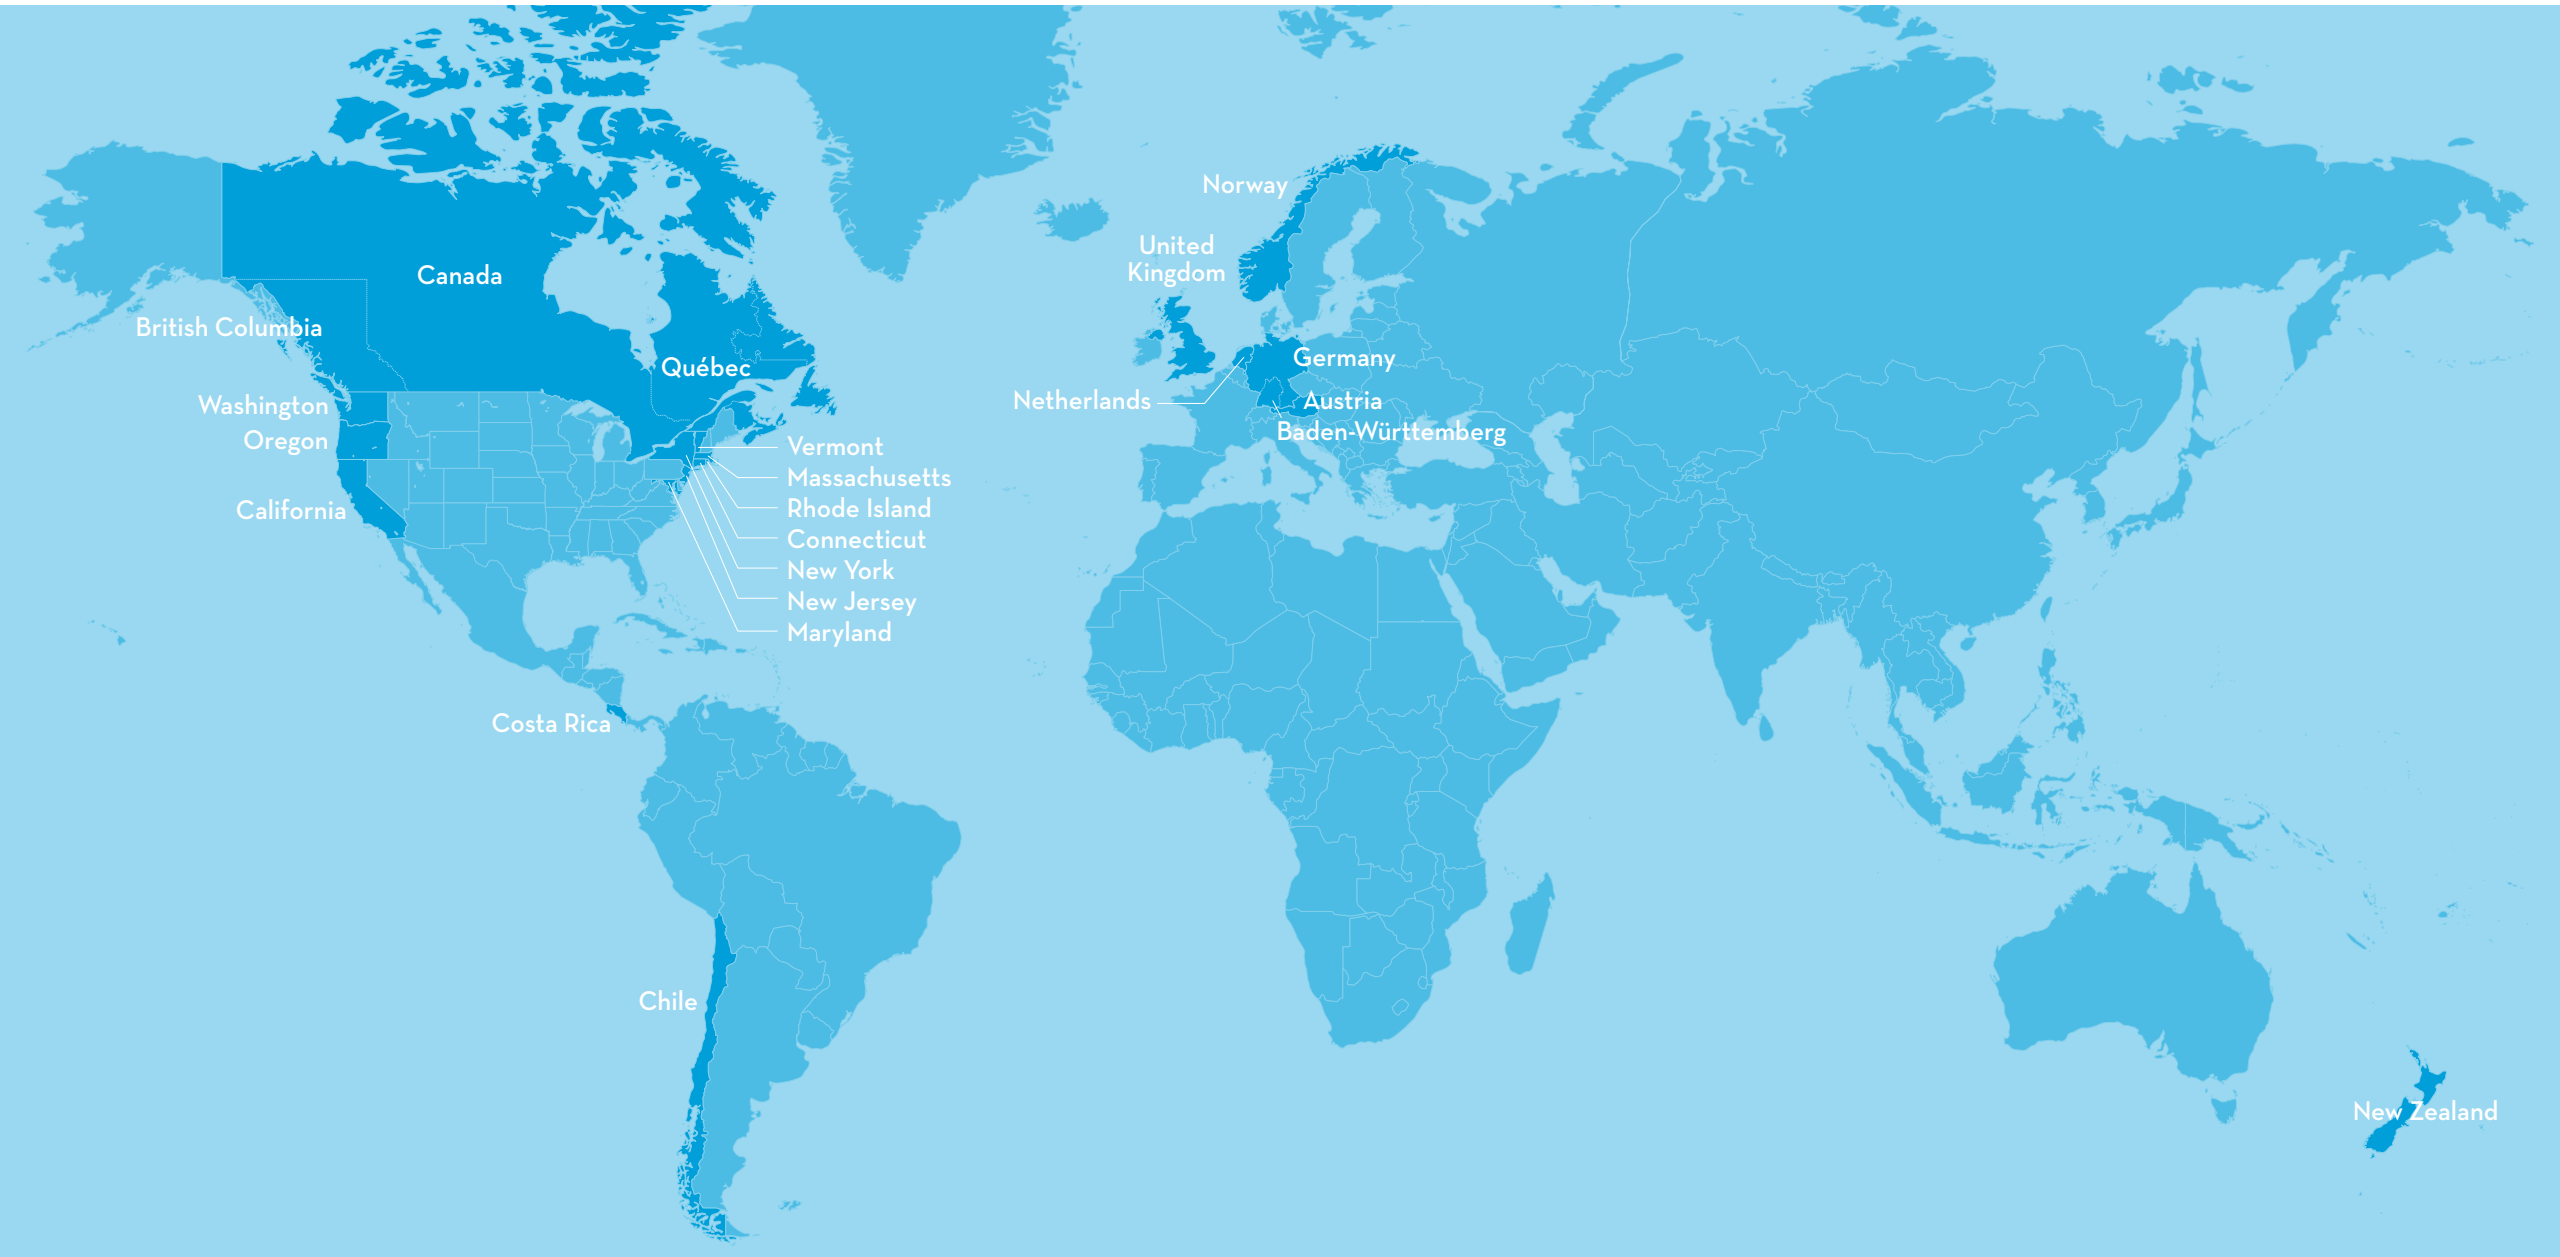 Norway
United
Kingdom
Canada
British Columbia
Québec
Germany
Netherlands
Austria
Washington
Baden-Württemberg
Oregon
Vermont
Massachusetts
Rhode Island
California
Connecticut
New York
New Jersey
Maryland
Costa Rica
Chile
New Zealand